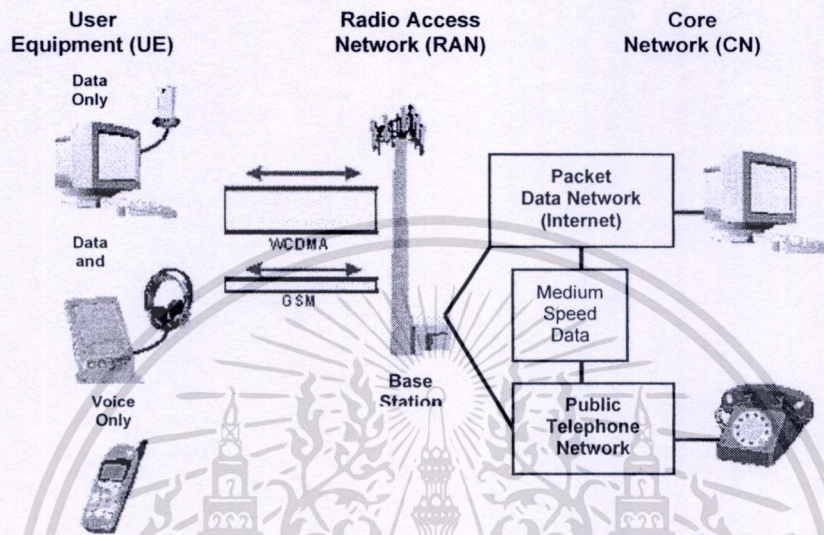 User
Equipment (UE)
Radio Access
Network (RAN)
Core
Network (CN)
Data
Only
WCDMA
GSM
Data
and
Voice
Only
Base
Station
Packet
Data Network
(Internet)
Medium
Speed
Data
Public
Telephone
Network